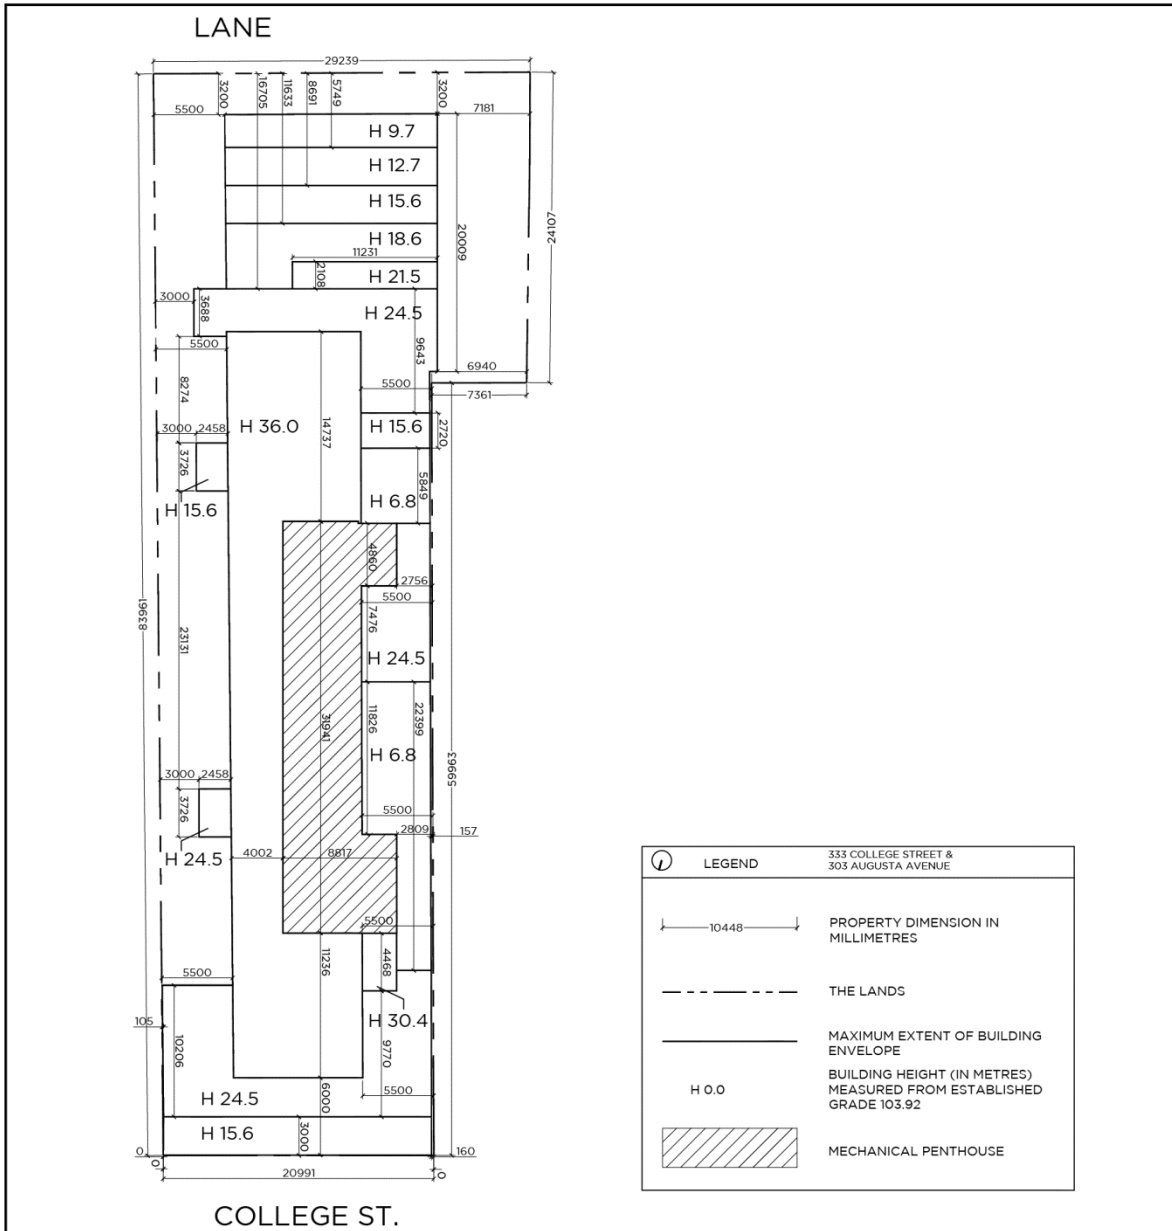 LANE
29239
3200
16705
11633
8691
5749
3200
5500
7181
H 9.7
H 12.7
H 15.6
H 18.6
20009
24107
11231
2108
H 21.5
3000
3688
H 24.5
5500
9643
6940
8274
5500
7361
3000
2458
H 36.0
14737
H 15.6
2720
3726
5849
H 15.6
H 6.8
4860
2756
5500
83961
23131
7476
H 24.5
31941
11826
22399
59963
H 6.8
3000
2458
3726
5500
2809
157
H 24.5
4002
8817
5500
5500
11236
4468
105
H 30.4
10206
9770
6000
5500
H 24.5
H 15.6
3000
0
160
0
0
20991
COLLEGE ST.
LEGEND
333 COLLEGE STREET &
303 AUGUSTA AVENUE
10448
PROPERTY DIMENSION IN
MILLIMETRES
THE LANDS
MAXIMUM EXTENT OF BUILDING
ENVELOPE
H 0.0
BUILDING HEIGHT (IN METRES)
MEASURED FROM ESTABLISHED
GRADE 103.92
MECHANICAL PENTHOUSE